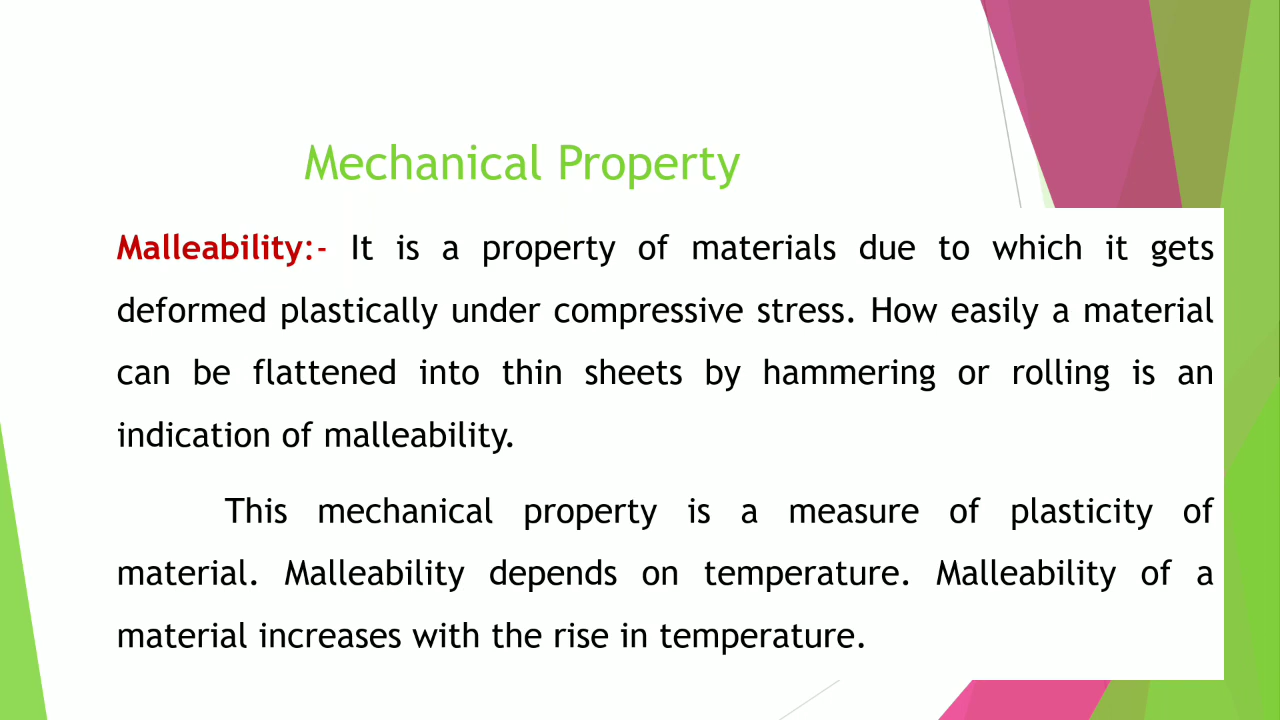 Mechanical Property
Malleability:- It is a property of materials due to which it gets
deformed plastically under compressive stress. How easily a material
can be flattened into thin sheets by hammering or rolling is an
indication of malleability.
This mechanical property is a measure of plasticity of
material. Malleability depends on temperature. Malleability of a
material increases with the rise in temperature.